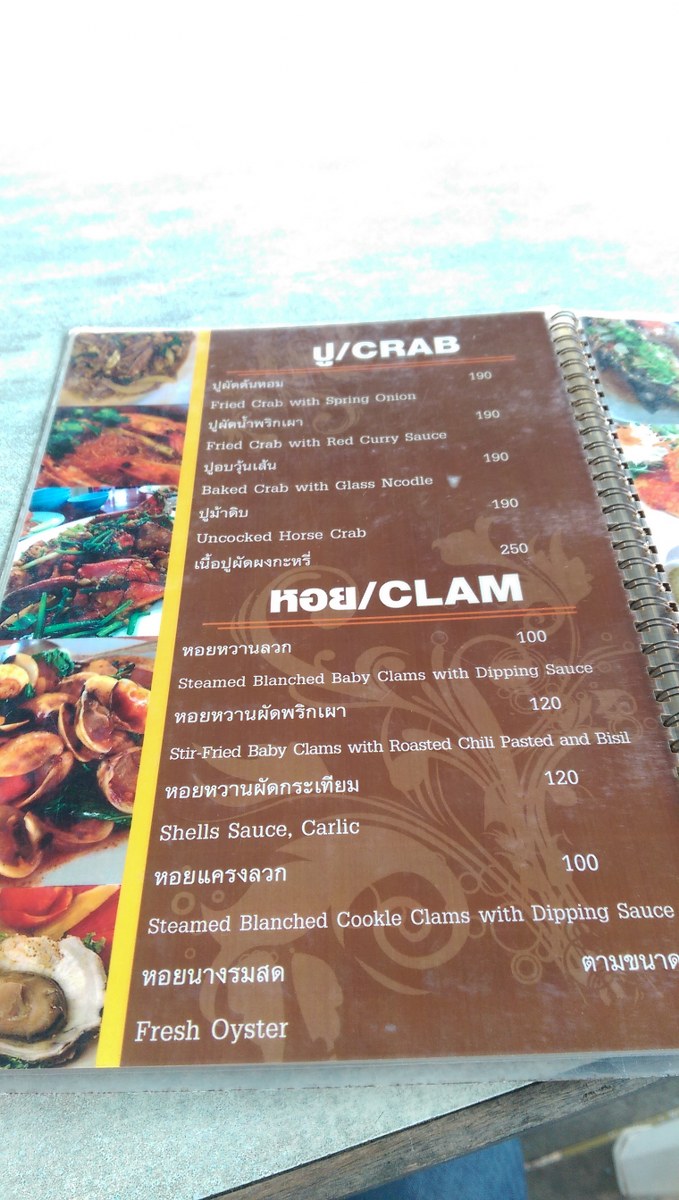 ปู/CRAB
ปูผัดต้นหอม 190
Fried Crab with Spring Onion
ปูผัดน้ำพริกเผา 190
Fried Crab with Red Curry Sauce
ปูอบวุ้นเส้น 190
Baked Crab with Glass Ncodle
ปูม้าดิบ 190
Uncocked Horse Crab
เนื้อปูผัดผงกะหรี่ 250
หอย/CLAM
หอยหวานลวก 100
Steamed Blanched Baby Clams with Dipping Sauce
หอยหวานผัดพริกเผา 120
Stir-Fried Baby Clams with Roasted Chili Pasted and Bisil
หอยหวานผัดกระเทียม 120
Shells Sauce, Carlic
หอยแครงลวก 100
Steamed Blanched Cookle Clams with Dipping Sauce
หอยนางรมสด ตามขนาด
Fresh Oyster